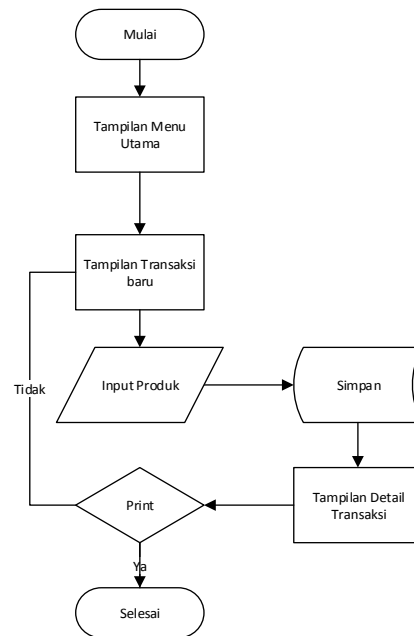 Mulai
Tampilan Menu
Utama
Tampilan Transaksi
baru
Input Produk
Simpan
Tidak
Print
Tampilan Detail
Transaksi
Ya
Selesai